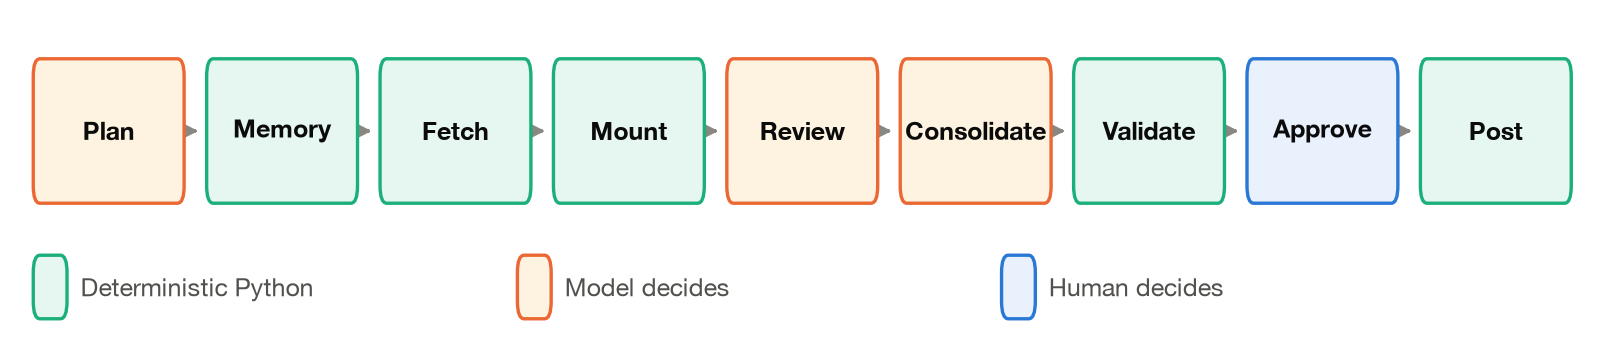 Plan
Memory
Fetch
Mount
Review
Consolidate
Validate
Approve
Post
Deterministic Python
Model decides
Human decides